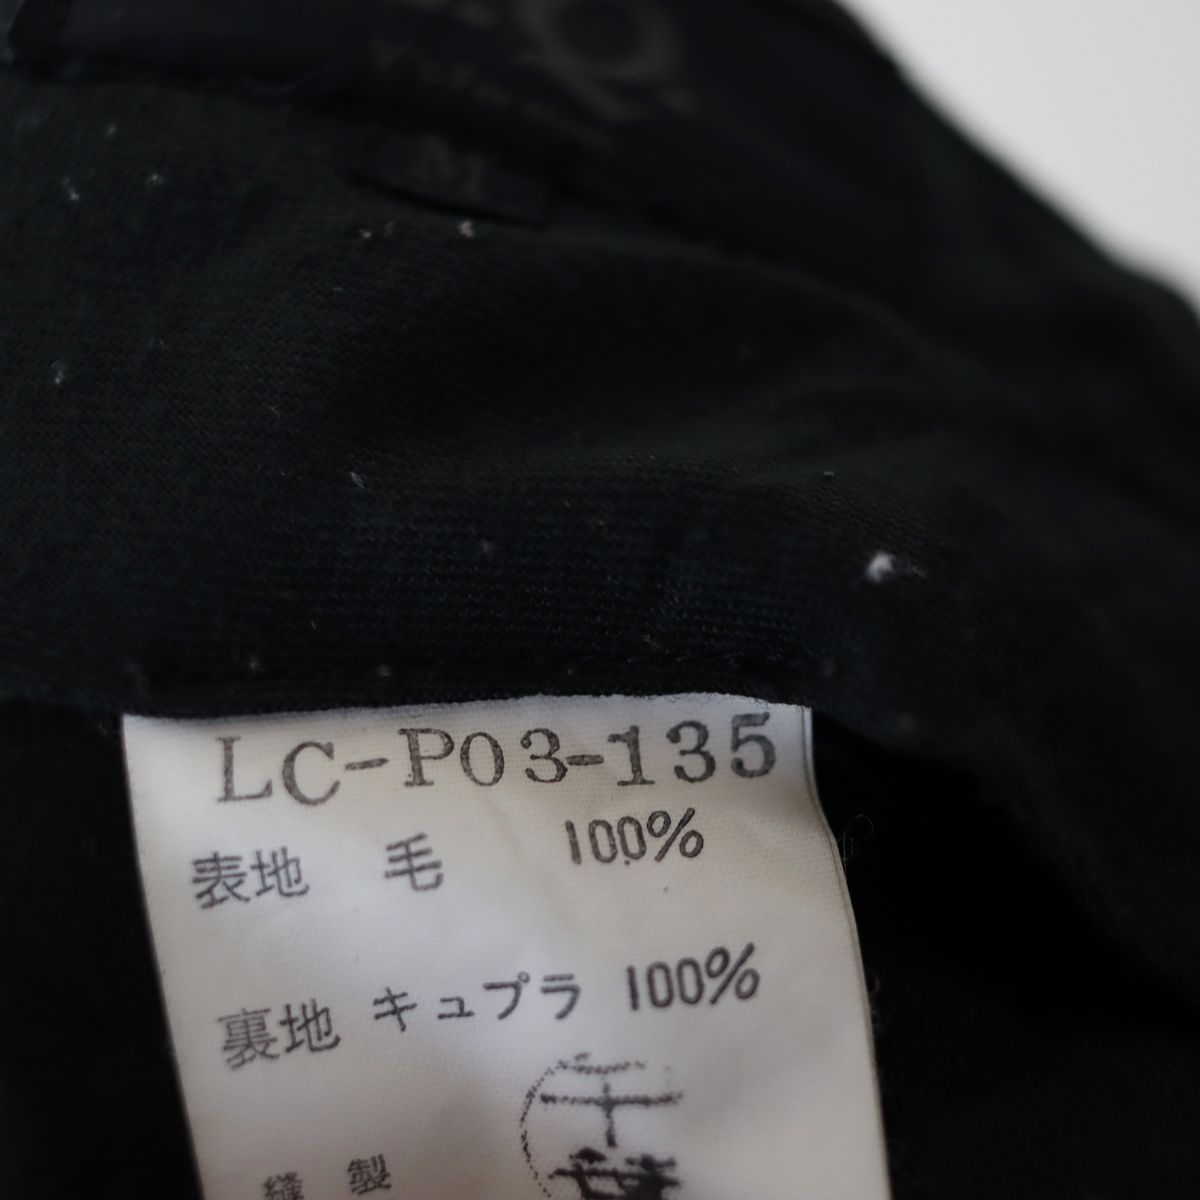 M
LC-P03-135
表地 毛 100%
裏地 キュプラ 100%
縫製